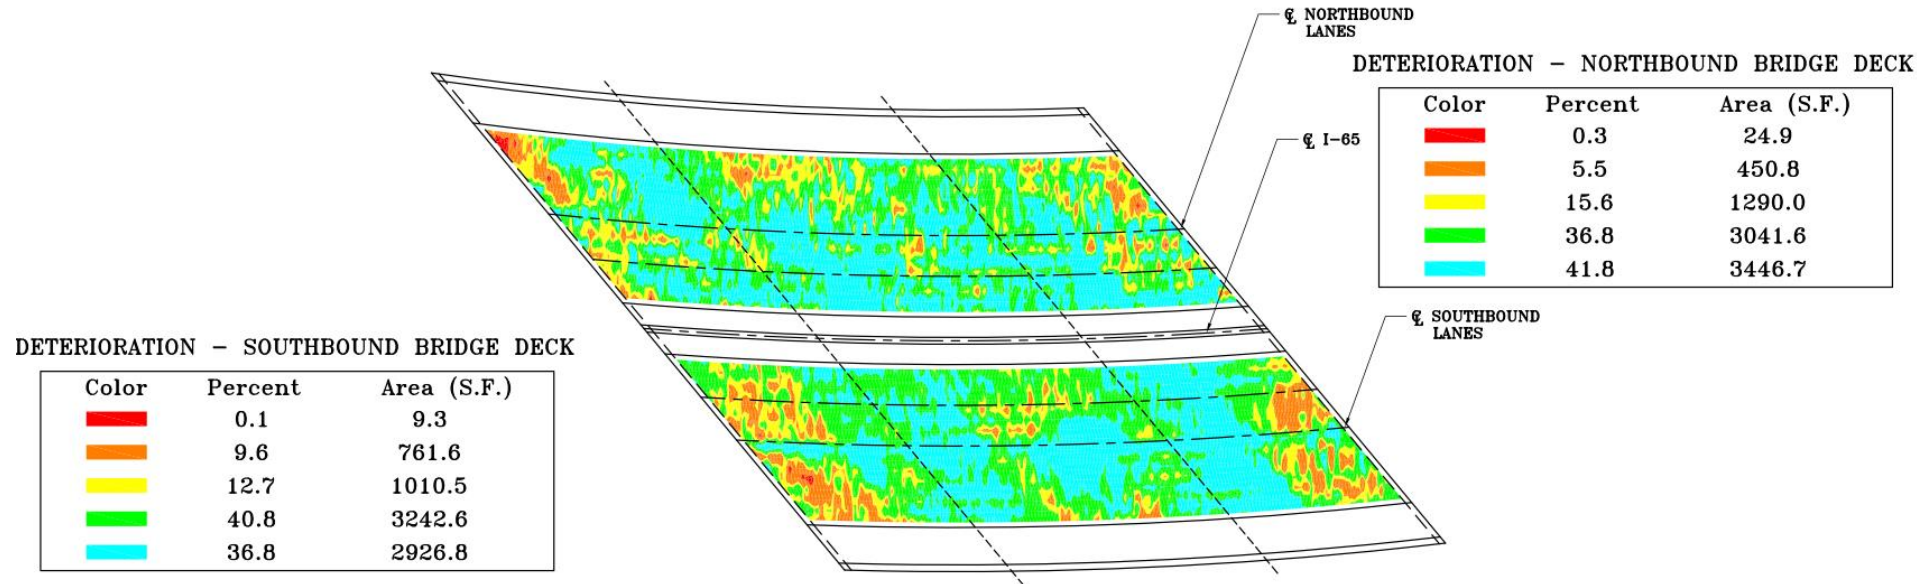 ℄ NORTHBOUND
LANES
DETERIORATION – NORTHBOUND BRIDGE DECK
Color Percent Area (S.F.)
0.3 24.9
5.5 450.8
15.6 1290.0
36.8 3041.6
41.8 3446.7
℄ I-65
℄ SOUTHBOUND
LANES
DETERIORATION – SOUTHBOUND BRIDGE DECK
Color Percent Area (S.F.)
0.1 9.3
9.6 761.6
12.7 1010.5
40.8 3242.6
36.8 2926.8